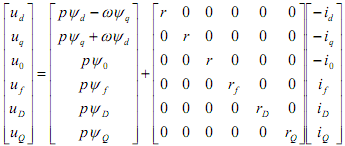 u_d = pψ_d − ωψ_q + r 0 0 0 0 0 −i_d
u_q = pψ_q + ωψ_d + 0 r 0 0 0 0 −i_q
u_0 = pψ_0 + 0 0 r 0 0 0 −i_0
u_f = pψ_f + 0 0 0 r_f 0 0 i_f
u_D = pψ_D + 0 0 0 0 r_D 0 i_D
u_Q = pψ_Q + 0 0 0 0 0 r_Q i_Q